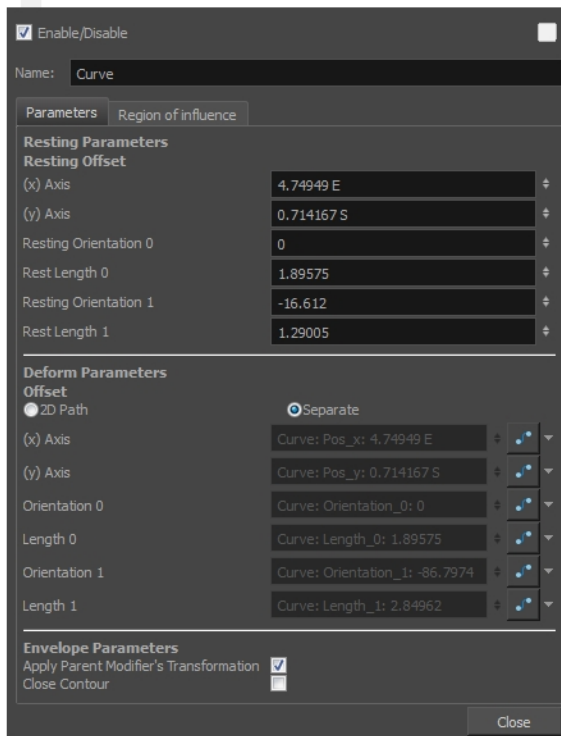 Enable/Disable
Name: Curve
Parameters Region of influence
Resting Parameters
Resting Offset
(x) Axis 4.74949 E
(y) Axis 0.714167 S
Resting Orientation 0 0
Rest Length 0 1.89575
Resting Orientation 1 -16.612
Rest Length 1 1.29005
Deform Parameters
Offset
2D Path Separate
(x) Axis Curve: Pos_x: 4.74949 E
(y) Axis Curve: Pos_y: 0.714167 S
Orientation 0 Curve: Orientation_0: 0
Length 0 Curve: Length_0: 1.89575
Orientation 1 Curve: Orientation_1: -86.7974
Length 1 Curve: Length_1: 2.84962
Envelope Parameters
Apply Parent Modifier's Transformation
Close Contour
Close